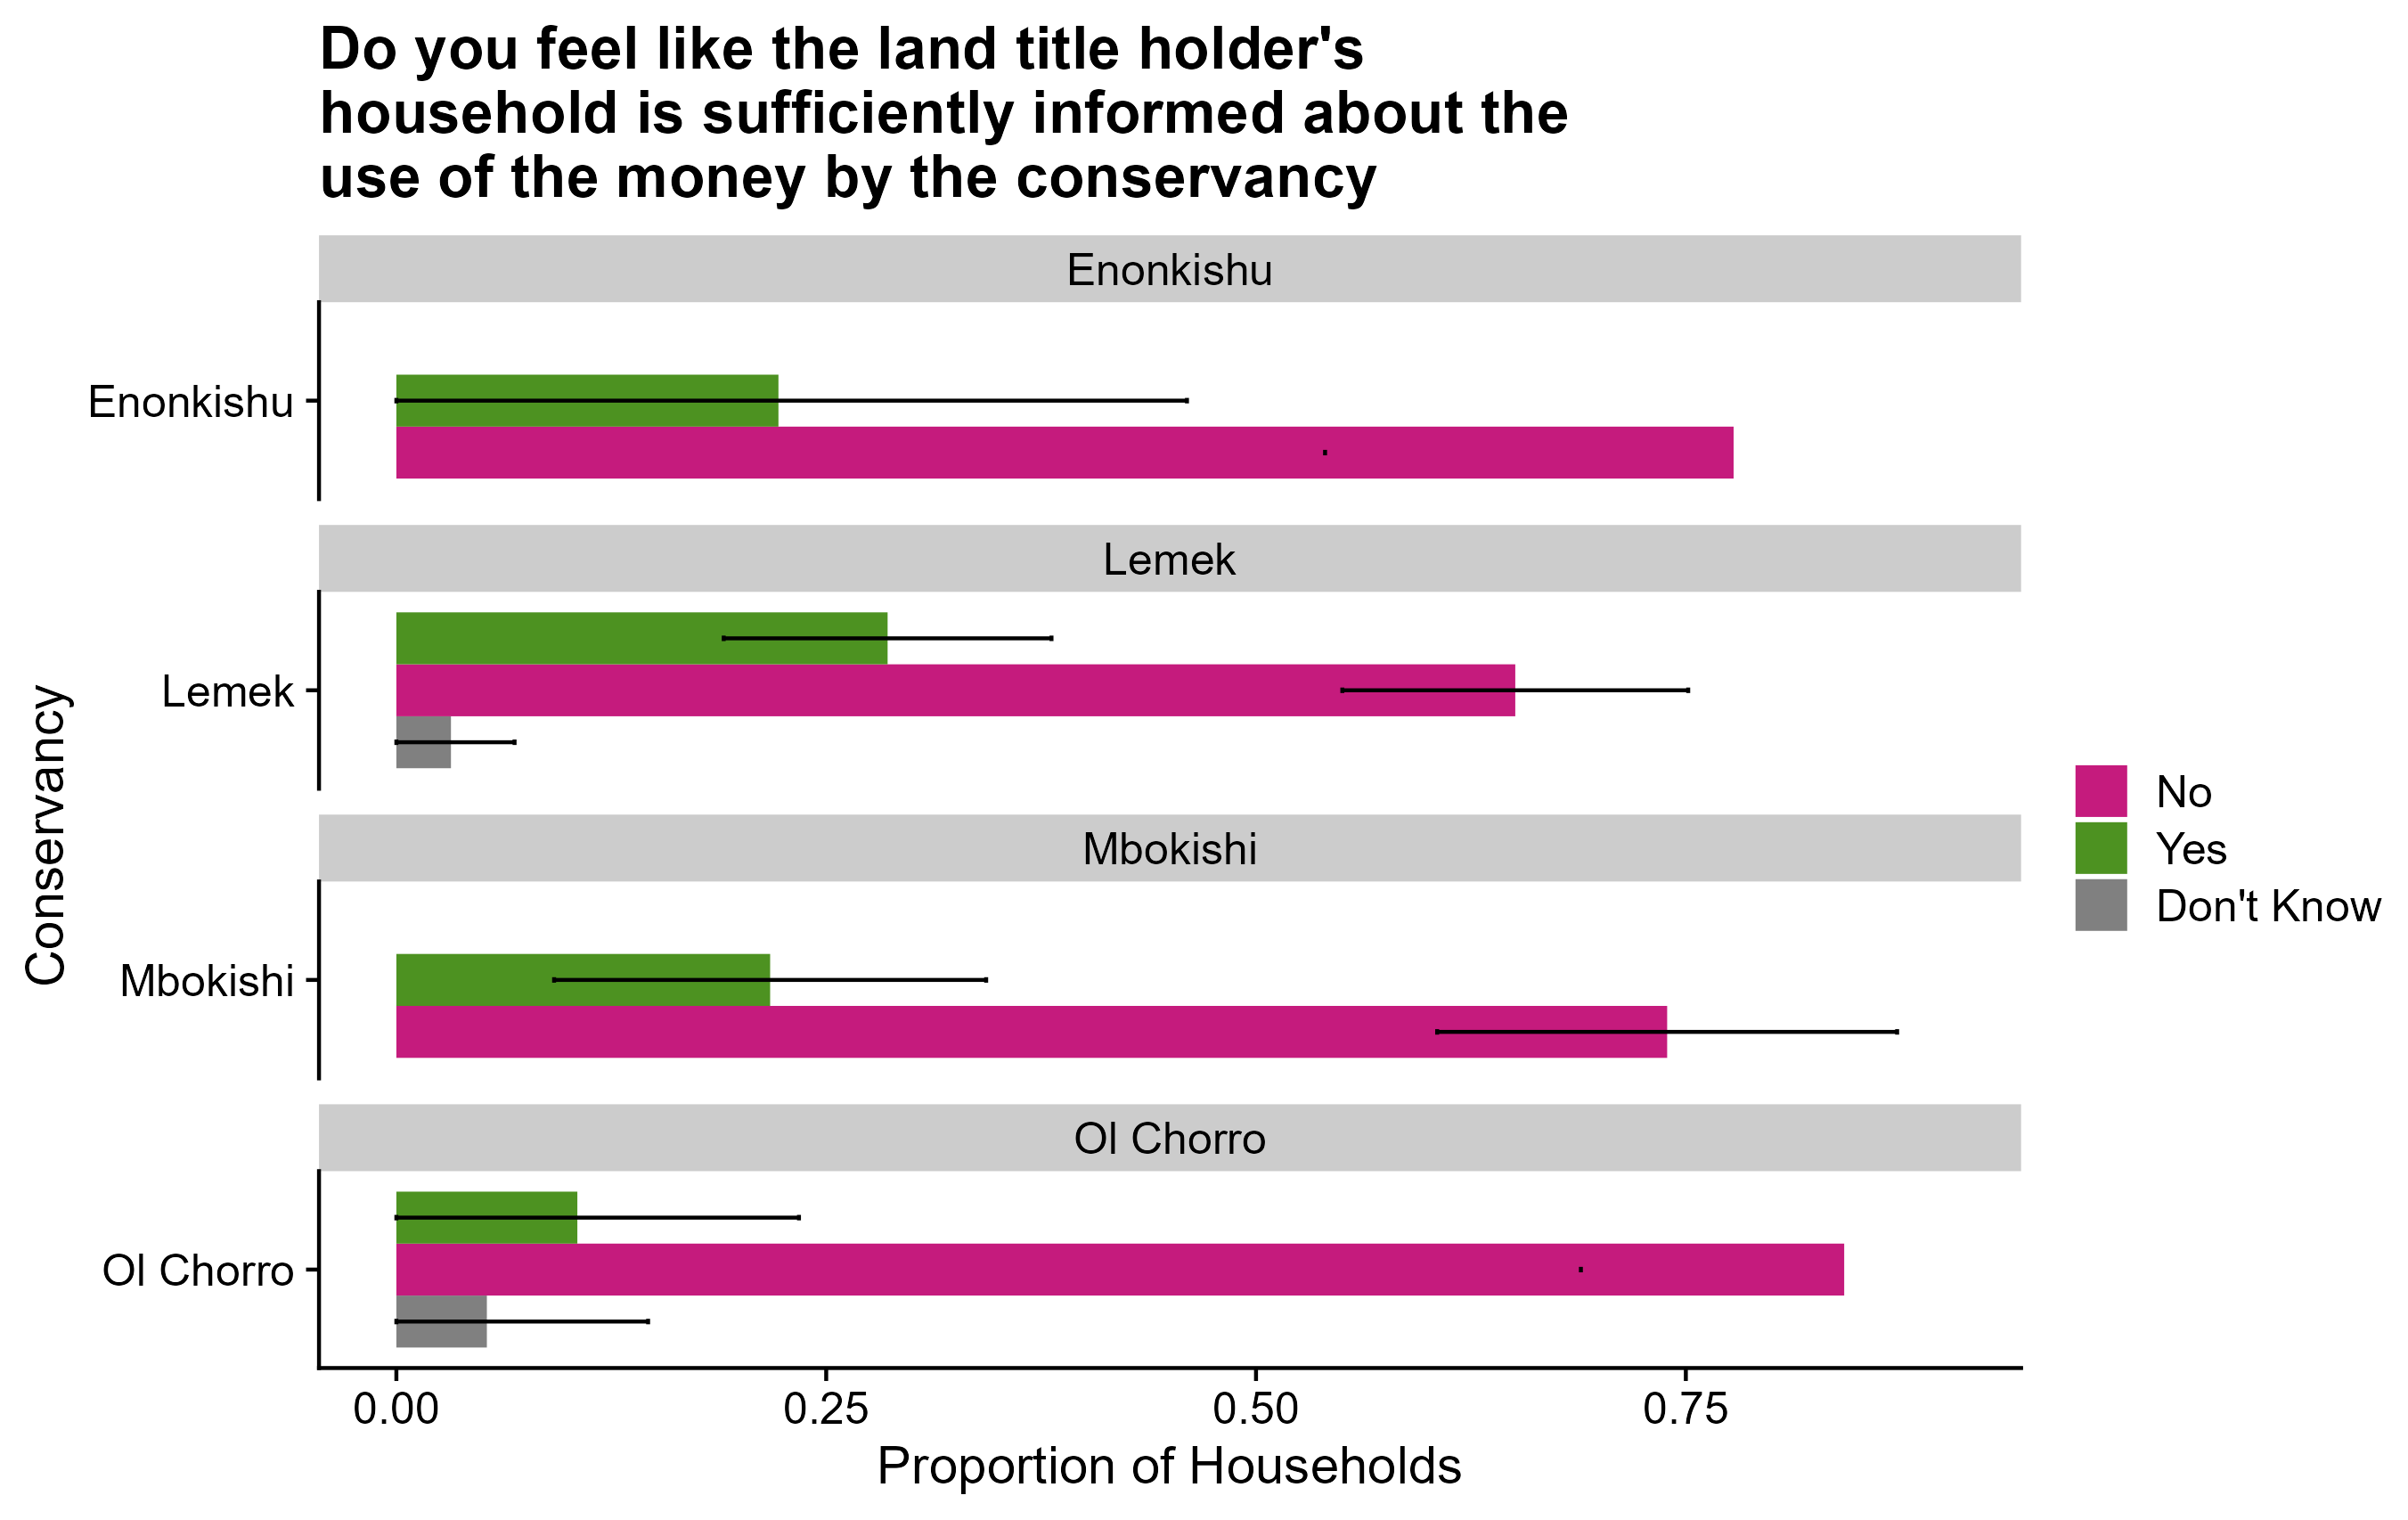 Do you feel like the land title holder's
household is sufficiently informed about the
use of the money by the conservancy
Enonkishu
Enonkishu
Lemek
Lemek
Mbokishi
Mbokishi
Ol Chorro
Ol Chorro
Conservancy
0.00 0.25 0.50 0.75
Proportion of Households
No
Yes
Don't Know